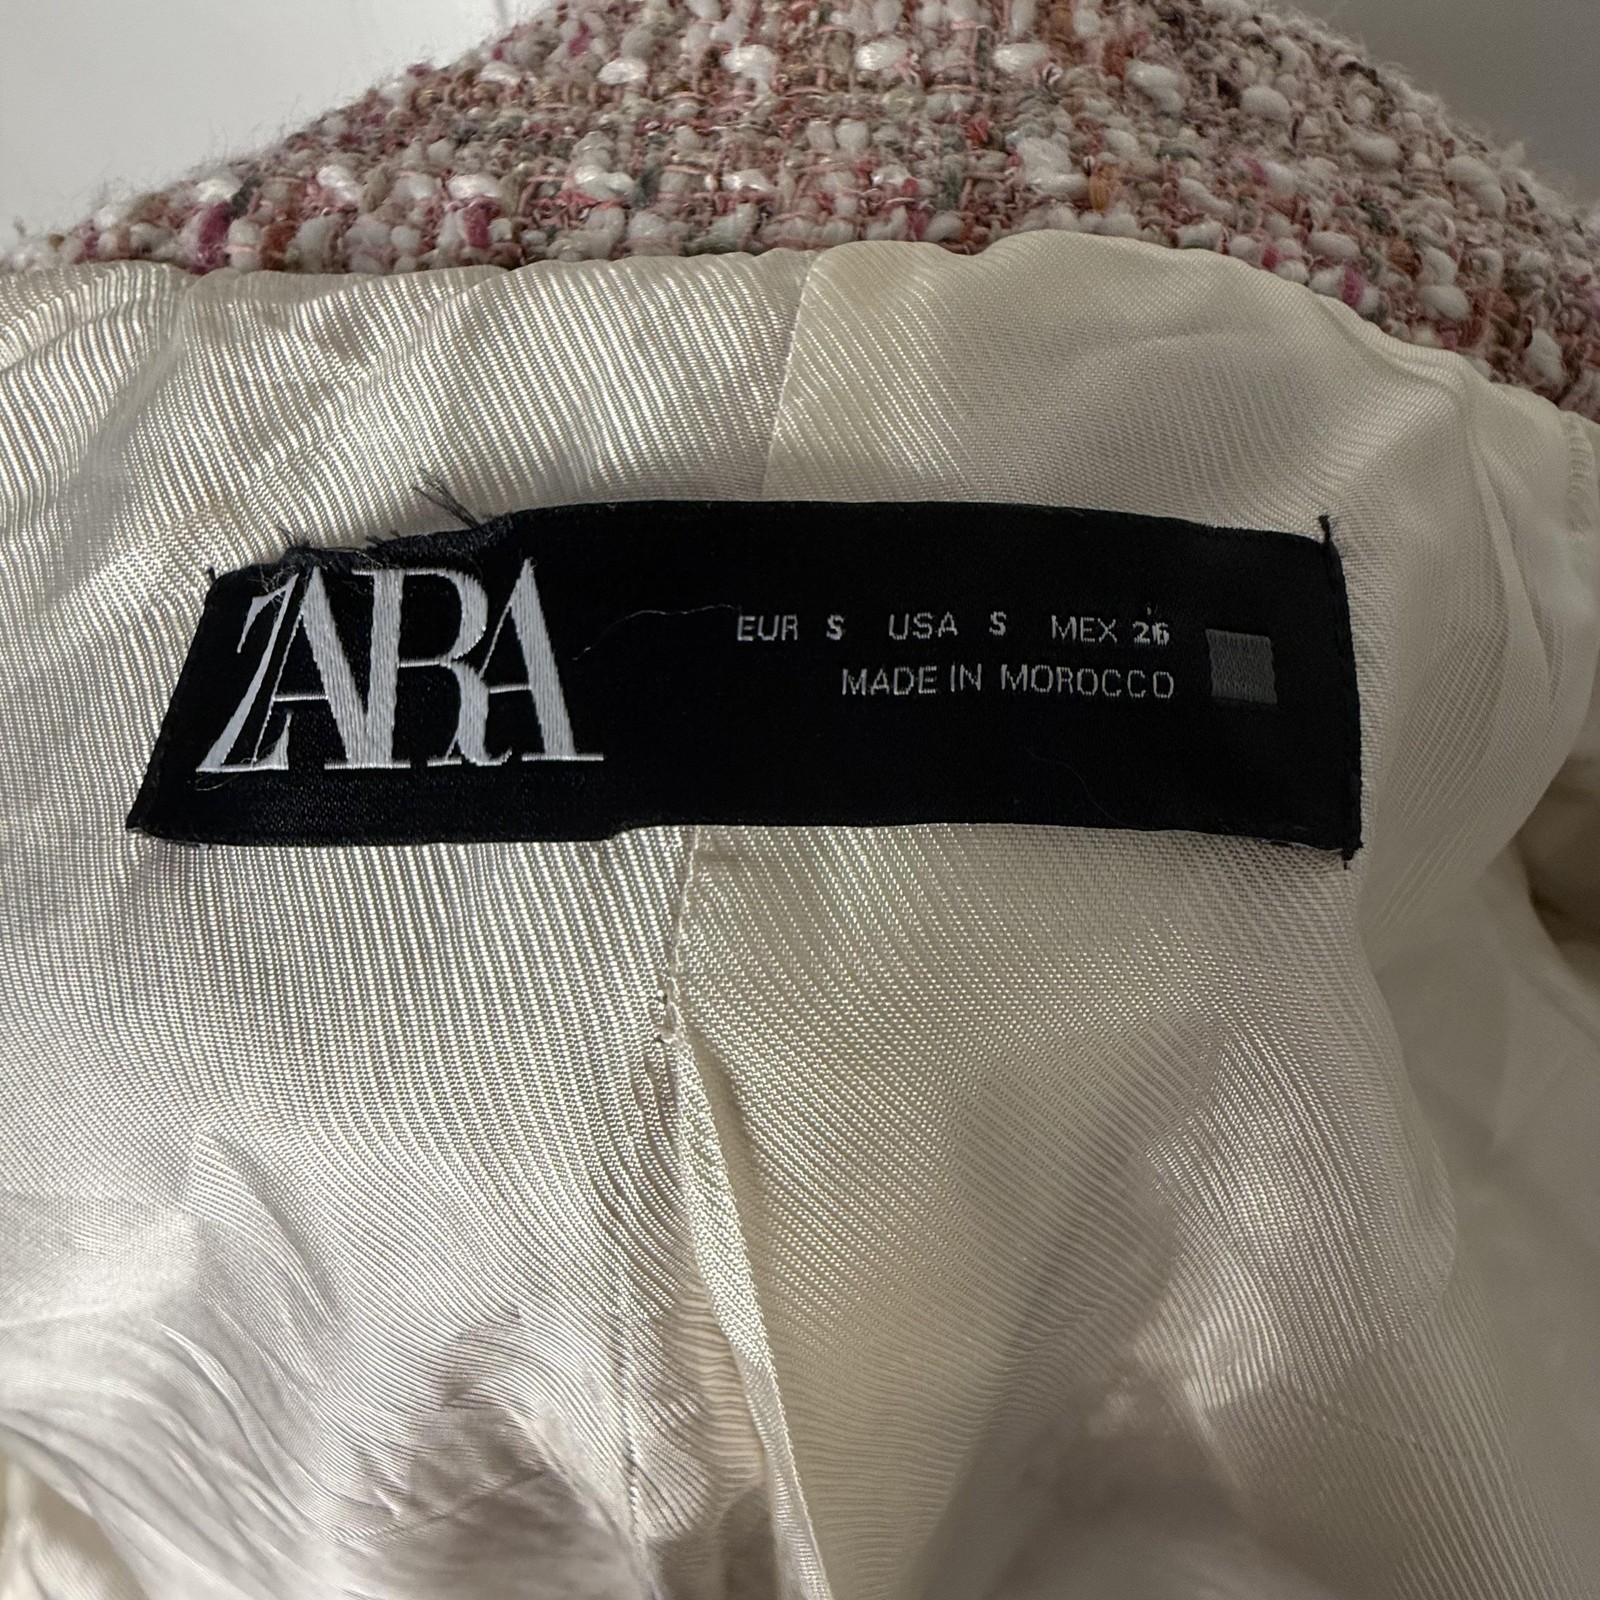 ZARA
EUR S USA S MEX 26
MADE IN MOROCCO